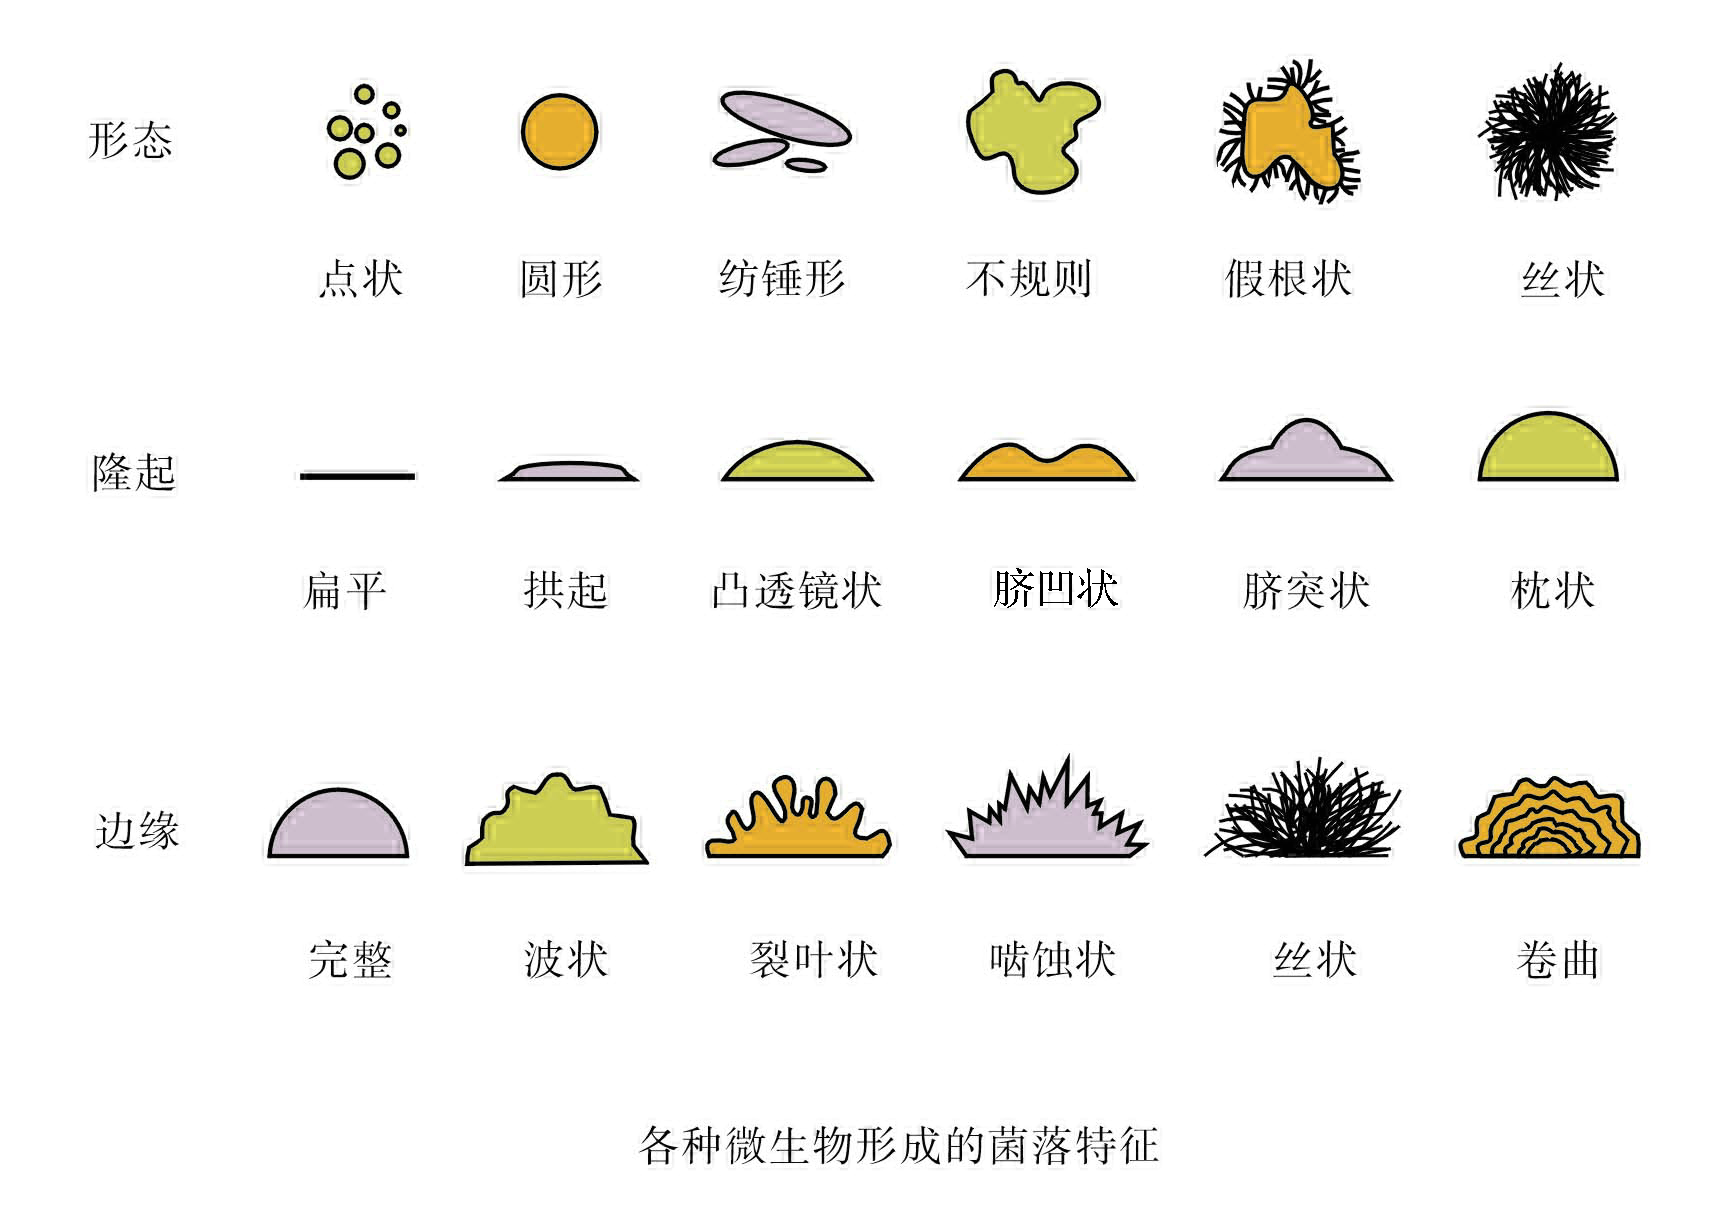 形态
点状 圆形 纺锤形 不规则 假根状 丝状
隆起
扁平 拱起 凸透镜状 脐凹状 脐突状 枕状
边缘
完整 波状 裂叶状 啮蚀状 丝状 卷曲
各种微生物形成的菌落特征